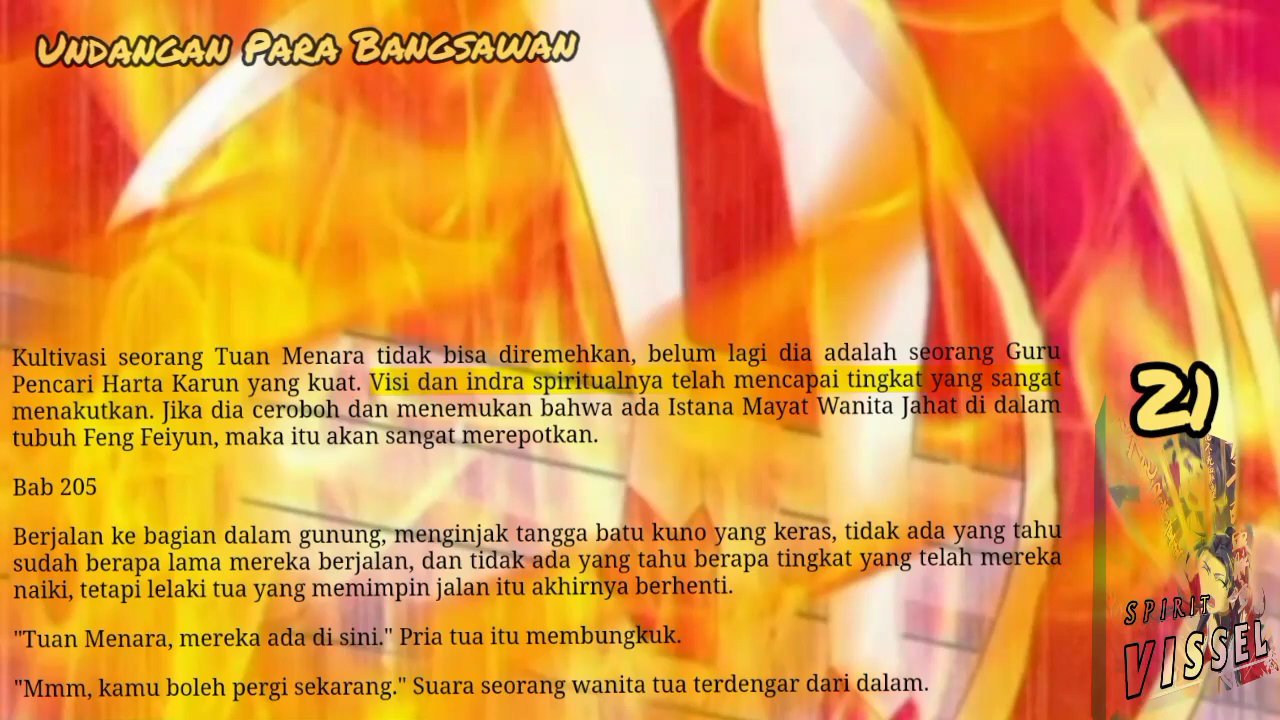 Undangan Para Bangsawan
Kultivasi seorang Tuan Menara tidak bisa diremehkan, belum lagi dia adalah seorang Guru
Pencari Harta Karun yang kuat. Visi dan indra spiritualnya telah mencapai tingkat yang sangat
menakutkan. Jika dia ceroboh dan menemukan bahwa ada Istana Mayat Wanita Jahat di dalam
tubuh Feng Feiyun, maka itu akan sangat merepotkan.
Bab 205
Berjalan ke bagian dalam gunung, menginjak tangga batu kuno yang keras, tidak ada yang tahu
sudah berapa lama mereka berjalan, dan tidak ada yang tahu berapa tingkat yang telah mereka
naiki, tetapi lelaki tua yang memimpin jalan itu akhirnya berhenti.
"Tuan Menara, mereka ada di sini." Pria tua itu membungkuk.
"Mmm, kamu boleh pergi sekarang." Suara seorang wanita tua terdengar dari dalam.
21
SPIRIT
VISSEL